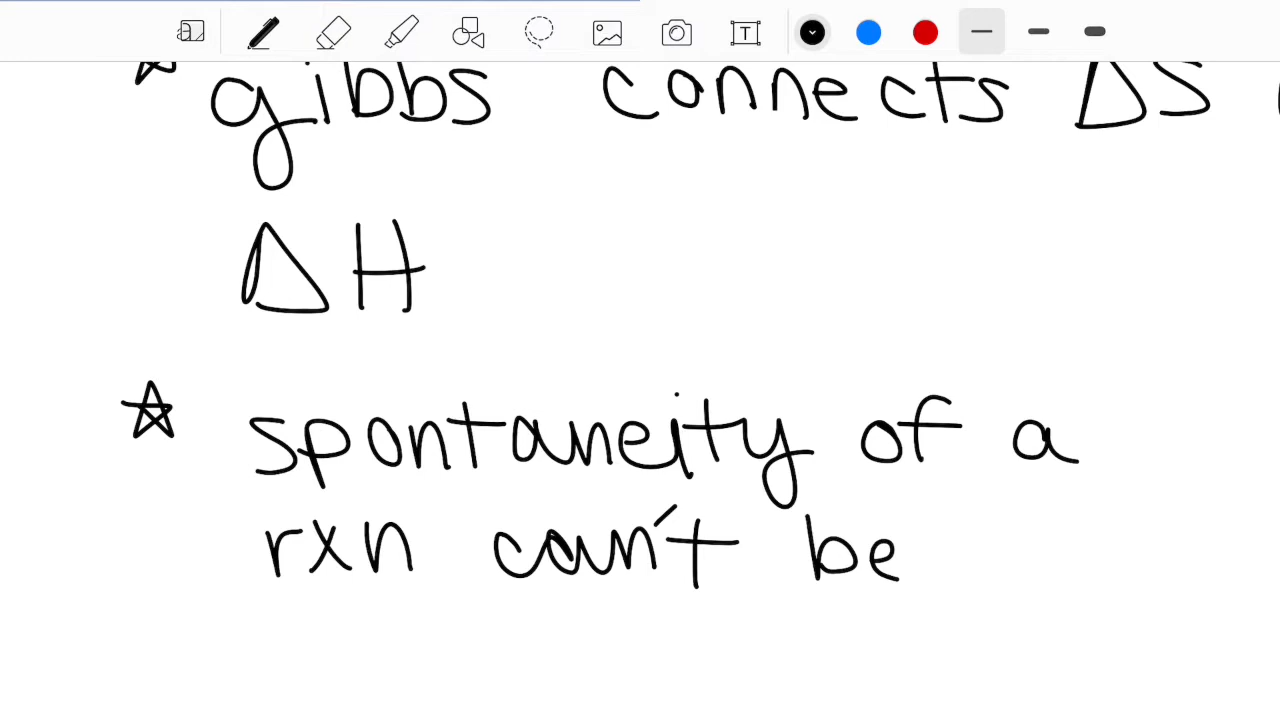 ☆ gibbs connects ΔS
ΔH
☆ spontaneity of a
rxn can't be